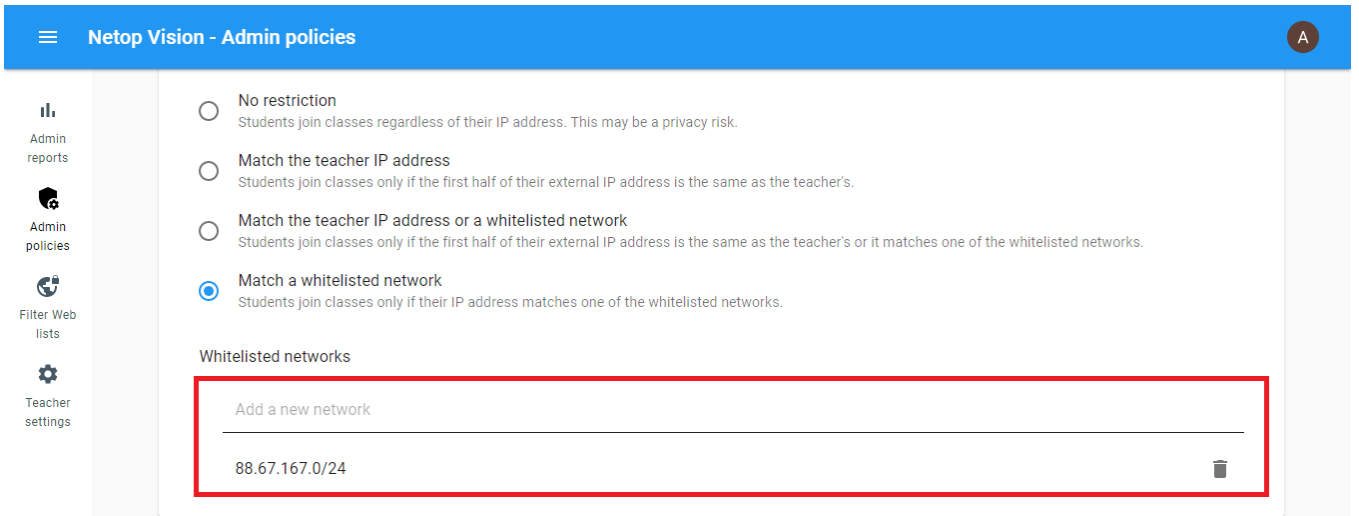 Netop Vision - Admin policies
A
Admin
reports
Admin
policies
Filter Web
lists
Teacher
settings
No restriction
Students join classes regardless of their IP address. This may be a privacy risk.
Match the teacher IP address
Students join classes only if the first half of their external IP address is the same as the teacher's.
Match the teacher IP address or a whitelisted network
Students join classes only if the first half of their external IP address is the same as the teacher's or it matches one of the whitelisted networks.
Match a whitelisted network
Students join classes only if their IP address matches one of the whitelisted networks.
Whitelisted networks
Add a new network
88.67.167.0/24